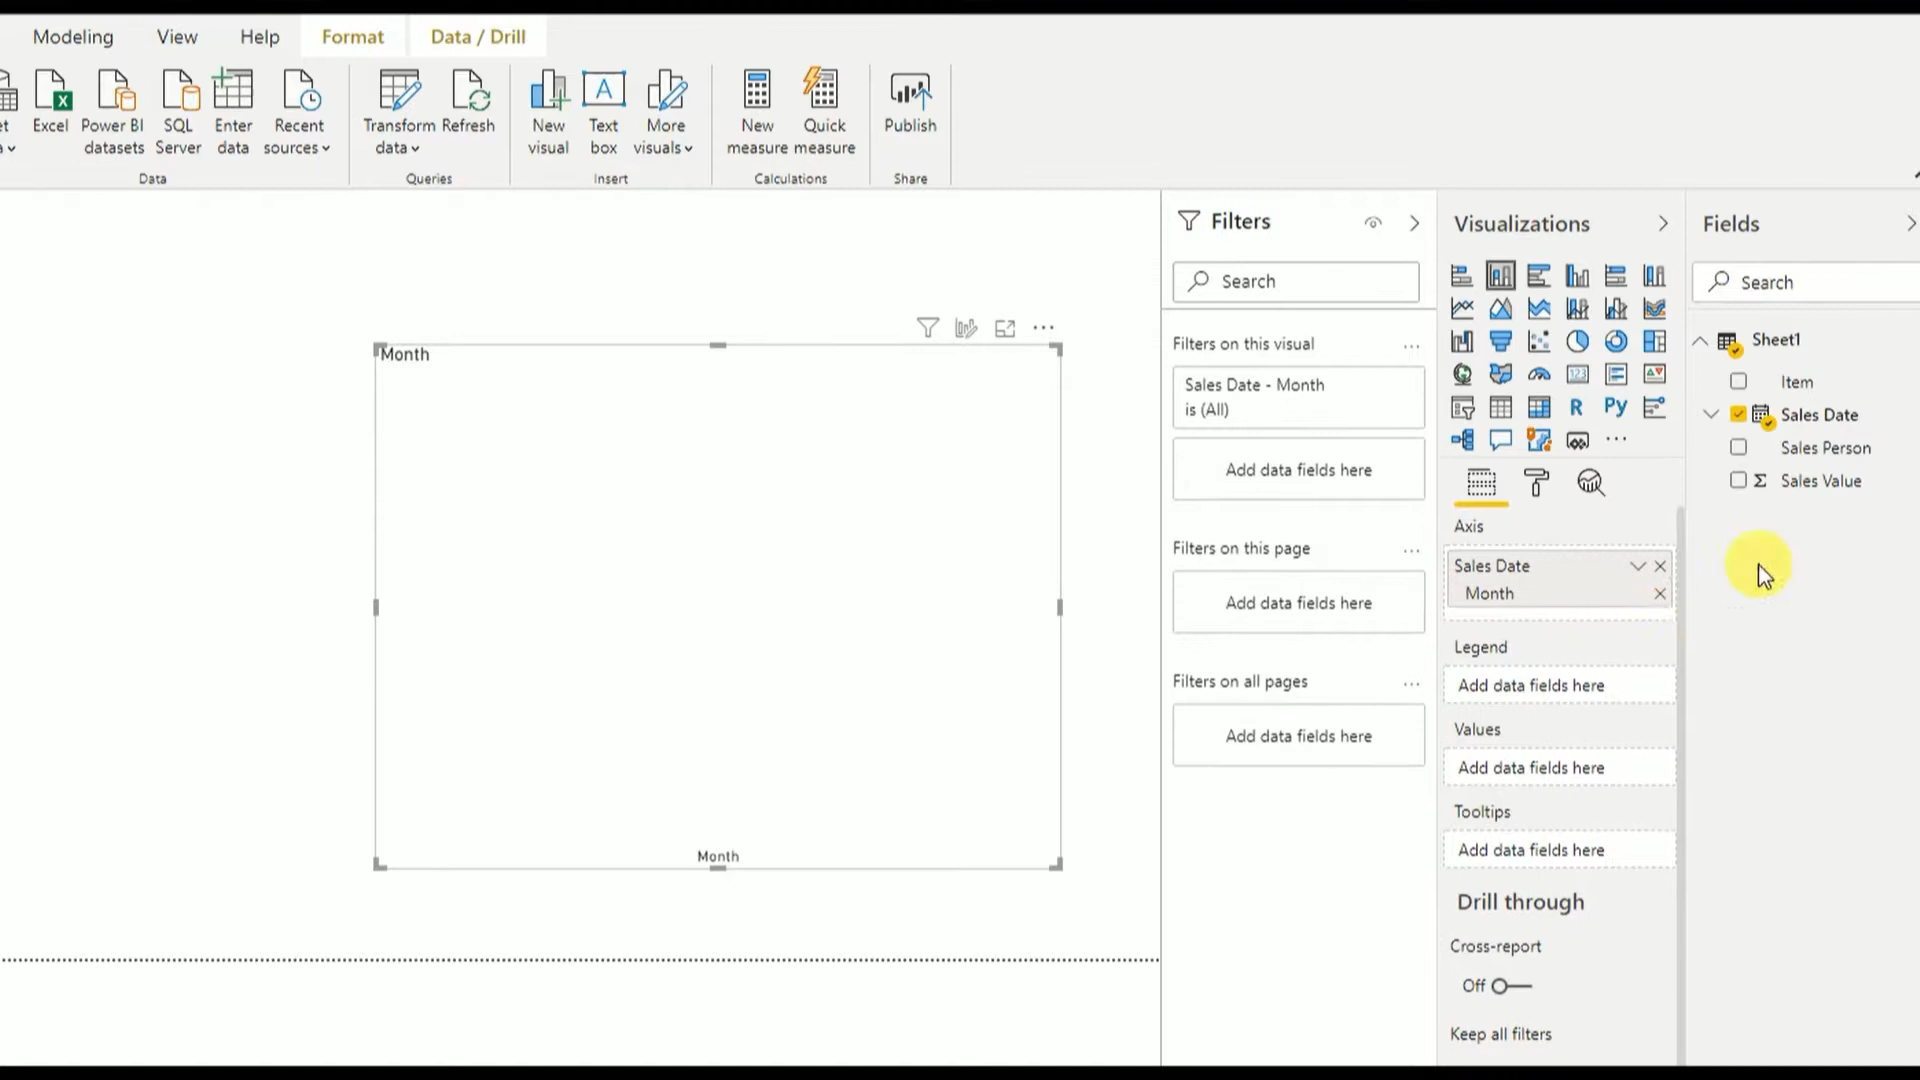 Modeling View Help Format Data / Drill
Excel Power BI datasets SQL Server Enter data Recent sources
Transform data Refresh
New visual Text box More visuals
New measure Quick measure
Publish
Data Queries Insert Calculations Share
Month
Month
Filters
Search
Filters on this visual ...
Sales Date - Month
is (All)
Add data fields here
Filters on this page ...
Add data fields here
Filters on all pages ...
Add data fields here
Visualizations
123
R Py
...
Axis
Sales Date
Month
Legend
Add data fields here
Values
Add data fields here
Tooltips
Add data fields here
Drill through
Cross-report
Off
Keep all filters
Fields
Search
Sheet1
Item
Sales Date
Sales Person
Σ Sales Value